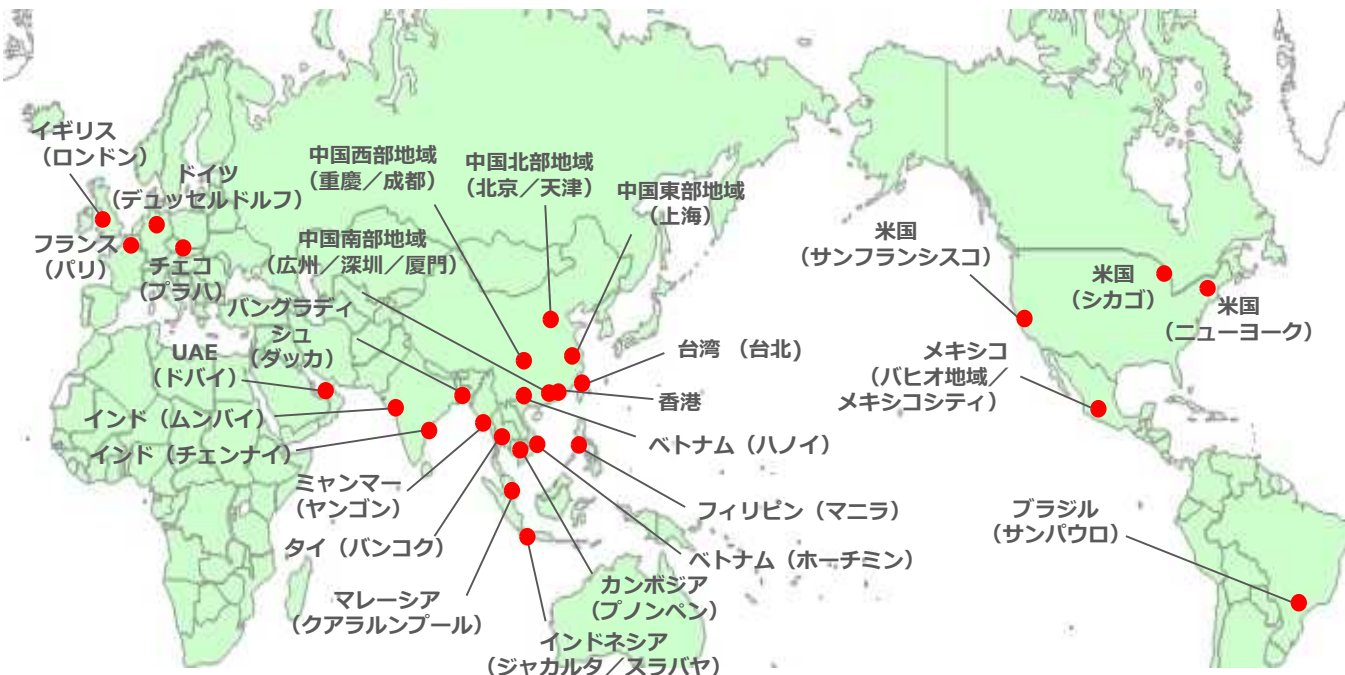 イギリス
（ロンドン）
ドイツ
（デュッセルドルフ）
フランス
（パリ）
チェコ
（プラハ）
中国西部地域
（重慶／成都）
中国北部地域
（北京／天津）
中国東部地域
（上海）
中国南部地域
（広州／深圳／厦門）
バングラディ
シュ
（ダッカ）
UAE
（ドバイ）
インド（ムンバイ）
インド（チェンナイ）
ミャンマー
（ヤンゴン）
タイ（バンコク）
マレーシア
（クアラルンプール）
インドネシア
（ジャカルタ／スラバヤ）
カンボジア
（プノンペン）
ベトナム（ホーチミン）
フィリピン（マニラ）
ベトナム（ハノイ）
香港
台湾 （台北)
米国
（サンフランシスコ）
米国
（シカゴ）
米国
（ニューヨーク）
メキシコ
（バヒオ地域／
メキシコシティ）
ブラジル
（サンパウロ）